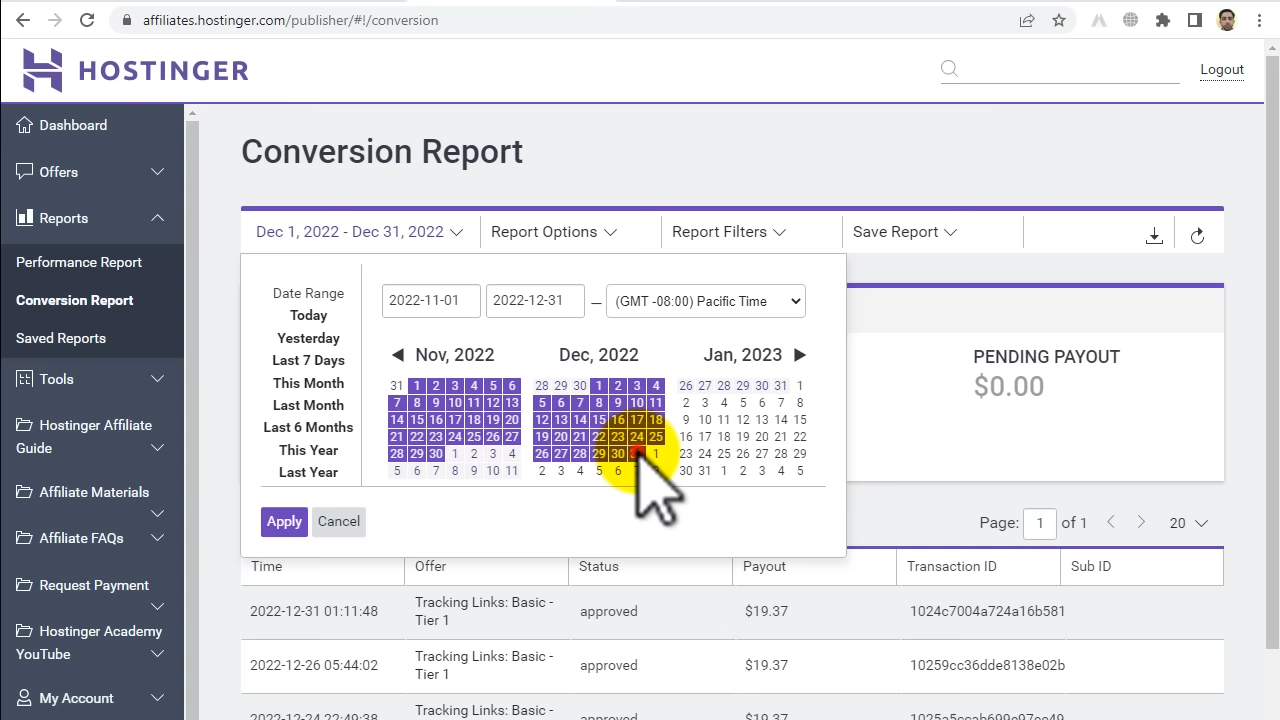 affiliates.hostinger.com/publisher/#!/conversion
HOSTINGER
Logout
Dashboard
Offers
Reports
Performance Report
Conversion Report
Saved Reports
Tools
Hostinger Affiliate
Guide
Affiliate Materials
Affiliate FAQs
Request Payment
Hostinger Academy
YouTube
My Account
Conversion Report
Dec 1, 2022 - Dec 31, 2022 Report Options Report Filters Save Report
Date Range
Today
Yesterday
Last 7 Days
This Month
Last Month
Last 6 Months
This Year
Last Year
2022-11-01 2022-12-31 — (GMT -08:00) Pacific Time
Nov, 2022 Dec, 2022 Jan, 2023
31 1 2 3 4 5 6 28 29 30 1 2 3 4 26 27 28 29 30 31 1
7 8 9 10 11 12 13 5 6 7 8 9 10 11 2 3 4 5 6 7 8
14 15 16 17 18 19 20 12 13 14 15 16 17 18 9 10 11 12 13 14 15
21 22 23 24 25 26 27 19 20 21 22 23 24 25 16 17 18 19 20 21 22
28 29 30 1 2 3 4 26 27 28 29 30 1 23 24 25 26 27 28 29
5 6 7 8 9 10 11 2 3 4 5 6 30 31 1 2 3 4 5
Apply Cancel
PENDING PAYOUT
$0.00
Page: 1 of 1 20
Time Offer Status Payout Transaction ID Sub ID
2022-12-31 01:11:48 Tracking Links: Basic - approved $19.37 1024c7004a724a16b581
Tier 1
2022-12-26 05:44:02 Tracking Links: Basic - approved $19.37 10259cc36dde8138e02b
Tier 1
2022-12-24 22:49:38 Tracking Links: Basic - approved $19.37